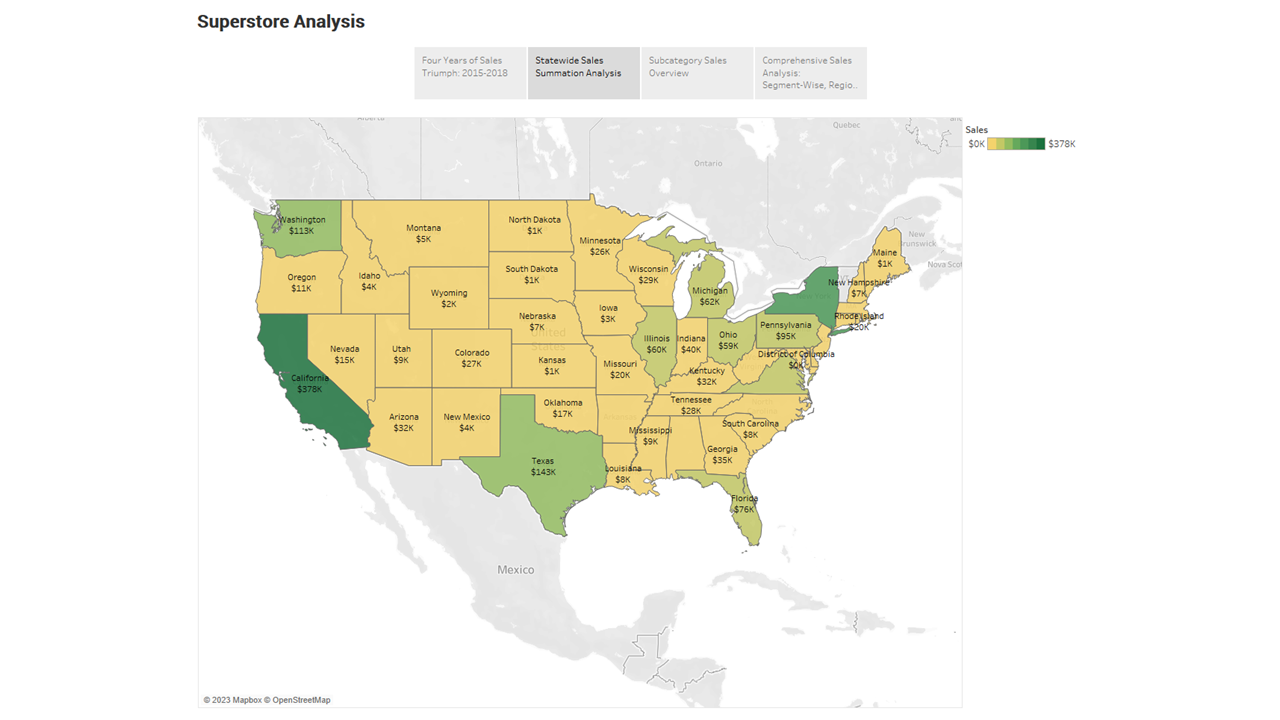 Superstore Analysis
Four Years of Sales
Triumph: 2015-2018
Statewide Sales
Summation Analysis
Subcategory Sales
Overview
Comprehensive Sales
Analysis:
Segment-Wise, Regio..
Sales
$0K
$378K
Alberta
Quebec
Ontario
New
Brunswick
Nova Scot
United
States
Washington
$113K
Montana
$5K
North Dakota
$1K
Minnesota
$26K
Oregon
$11K
Idaho
$4K
Wyoming
$2K
South Dakota
$1K
Wisconsin
$29K
Michigan
$62K
Maine
$1K
New Hampshire
$7K
Rhode Island
$20K
Nebraska
$7K
Iowa
$3K
Illinois
$60K
Indiana
$40K
Ohio
$59K
Pennsylvania
$95K
District of Columbia
$0K
Nevada
$15K
Utah
$9K
Colorado
$27K
Kansas
$1K
Missouri
$20K
Kentucky
$32K
California
$378K
Arizona
$32K
New Mexico
$4K
Oklahoma
$17K
Tennessee
$28K
South Carolina
$8K
Mississippi
$9K
Georgia
$35K
Texas
$143K
Louisiana
$8K
Florida
$76K
Mexico
© 2023 Mapbox © OpenStreetMap